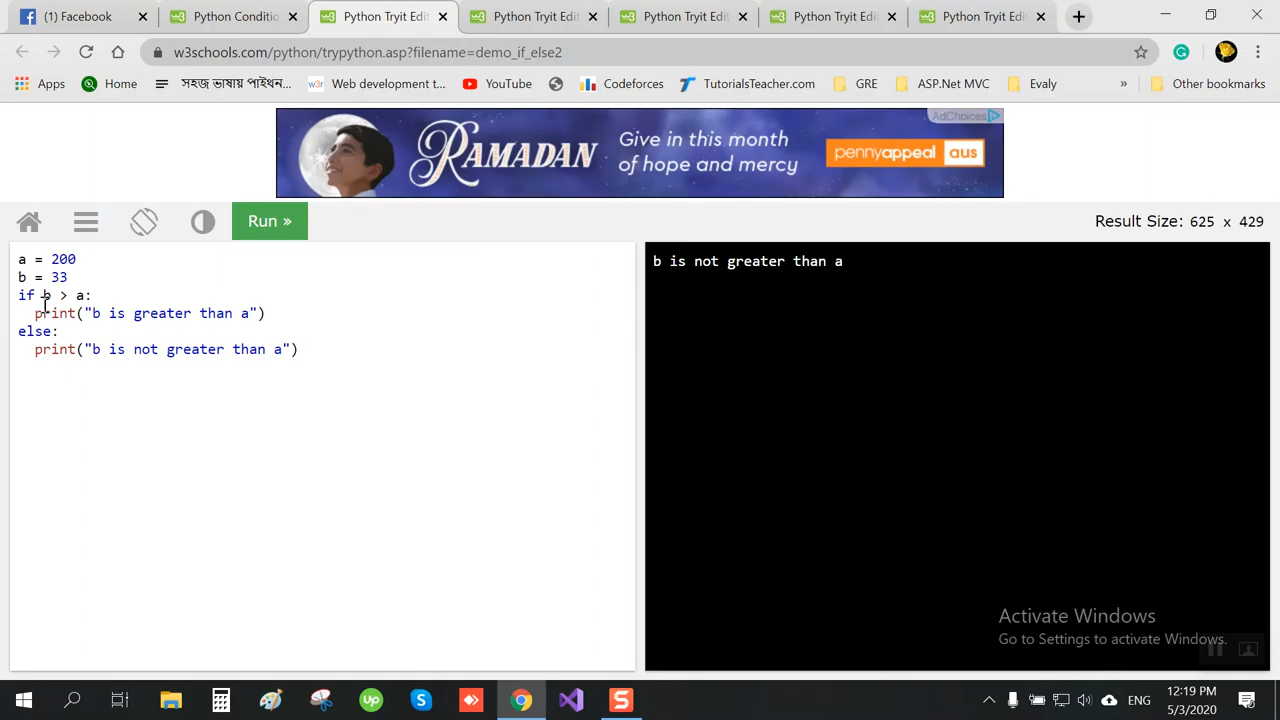 (1) Facebook
Python Conditio
Python Tryit Edit
Python Tryit Edit
Python Tryit Edit
Python Tryit Edit
Python Tryit Edit
w3schools.com/python/trypython.asp?filename=demo_if_else2
Apps
Home
সহজ ভাষায় পাইথন...
w3r
Web development t...
YouTube
Codeforces
TutorialsTeacher.com
GRE
ASP.Net MVC
Evaly
»
Other bookmarks
AdChoices
RAMADAN
Give in this month
of hope and mercy
pennyappeal aus
Run »
Result Size: 625 x 429
a = 200
b = 33
if b > a:
print("b is greater than a")
else:
print("b is not greater than a")
b is not greater than a
Activate Windows
Go to Settings to activate Windows.
ENG
12:19 PM
5/3/2020